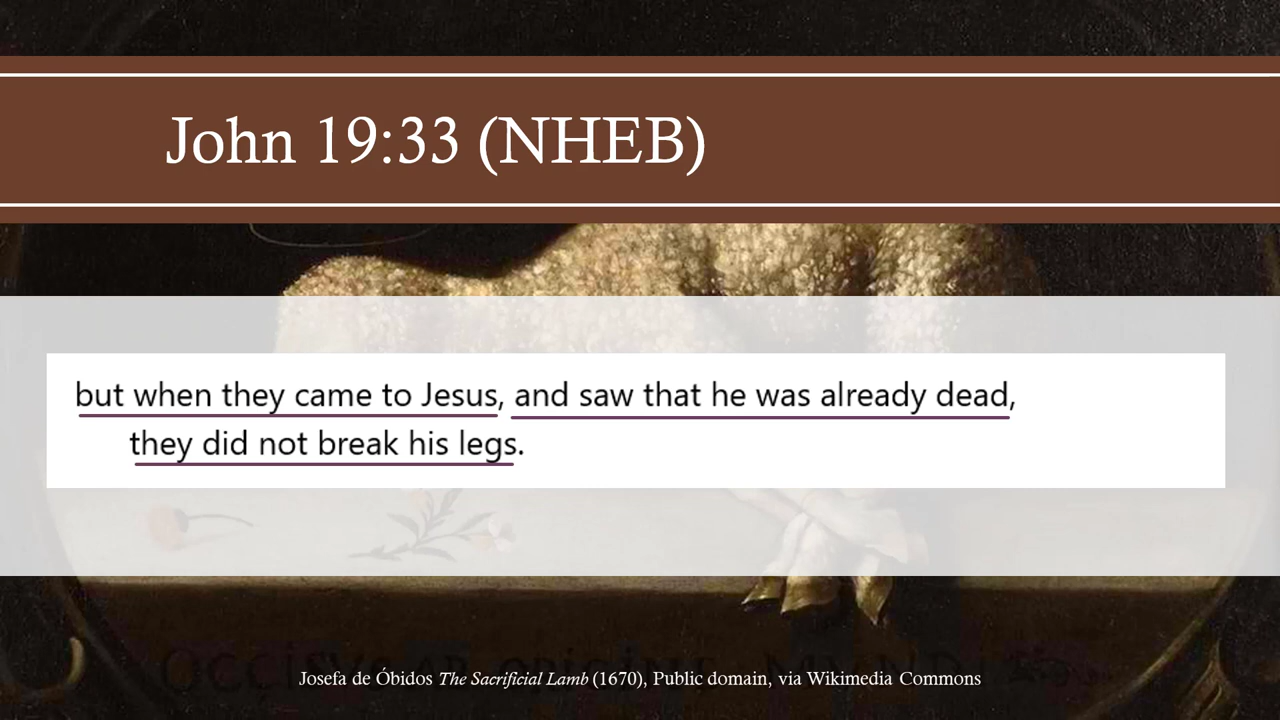 John 19:33 (NHEB)
but when they came to Jesus, and saw that he was already dead,
they did not break his legs.
Josefa de Óbidos The Sacrificial Lamb (1670), Public domain, via Wikimedia Commons